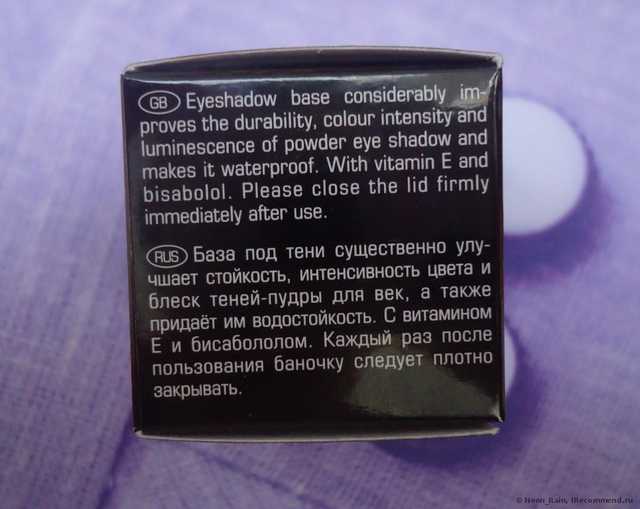 GB Eyeshadow base considerably im-
proves the durability, colour intensity and
luminescence of powder eye shadow and
makes it waterproof. With vitamin E and
bisabolol. Please close the lid firmly
immediately after use.
RUS База под тени существенно улу-
чшает стойкость, интенсивность цвета и
блеск теней-пудры для век, а также
придаёт им водостойкость. С витамином
Е и бисабололом. Каждый раз после
пользования баночку следует плотно
закрывать.
© Neon_Rain, IRecommend.ru